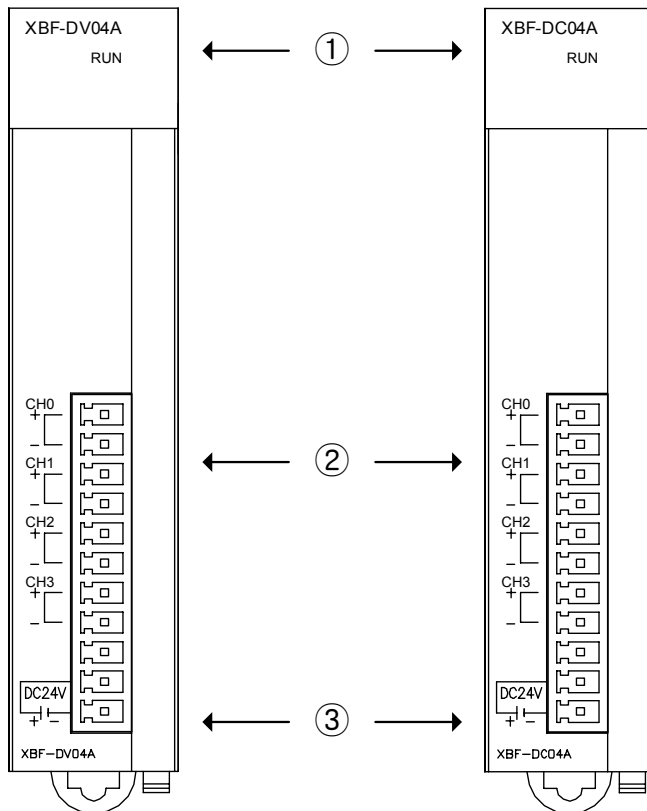 XBF-DV04A
RUN
①
XBF-DC04A
RUN
CH0
+
−
CH1
+
−
CH2
+
−
CH3
+
−
②
CH0
+
−
CH1
+
−
CH2
+
−
CH3
+
−
DC24V
+ −
XBF-DV04A
③
DC24V
+ −
XBF-DC04A